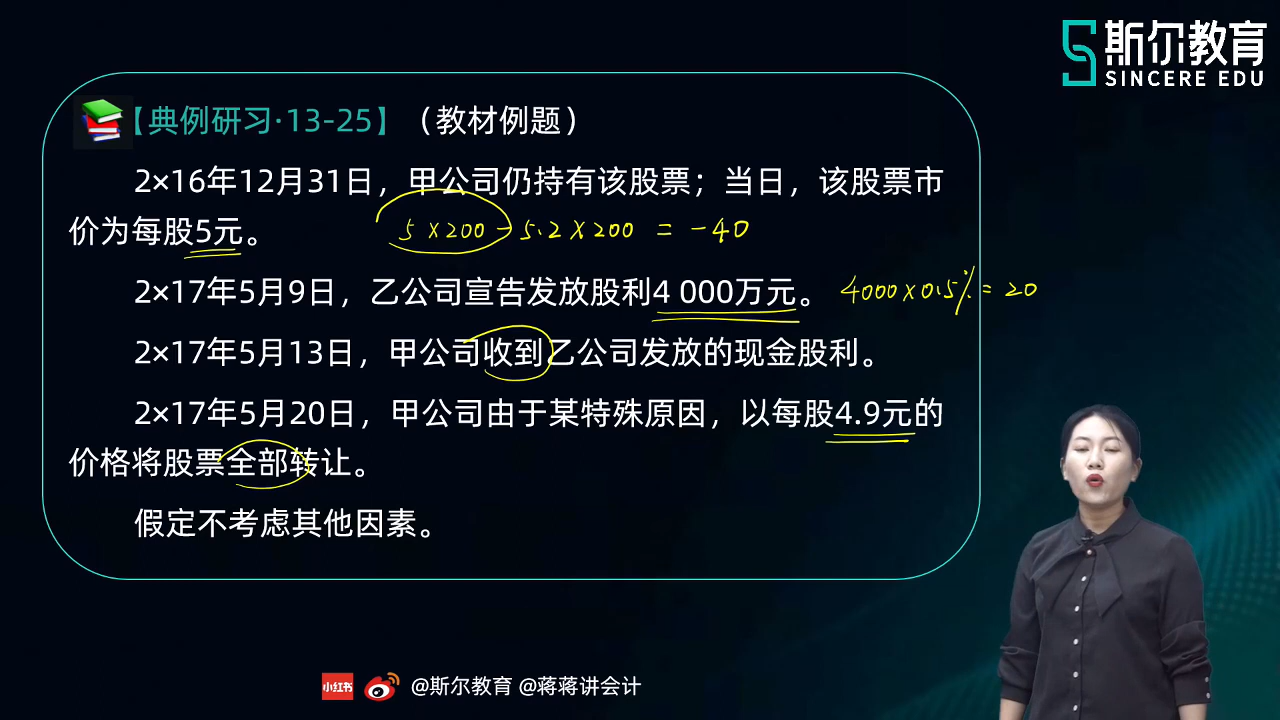 斯尔教育
SINCERE EDU
【典例研习·13-25】（教材例题）
2×16年12月31日，甲公司仍持有该股票；当日，该股票市
价为每股5元。
5×200-5.2×200=-40
2×17年5月9日，乙公司宣告发放股利4 000万元。
4000×0.5%=20
2×17年5月13日，甲公司收到乙公司发放的现金股利。
2×17年5月20日，甲公司由于某特殊原因，以每股4.9元的
价格将股票全部转让。
假定不考虑其他因素。
小红书
@斯尔教育 @蒋蒋讲会计